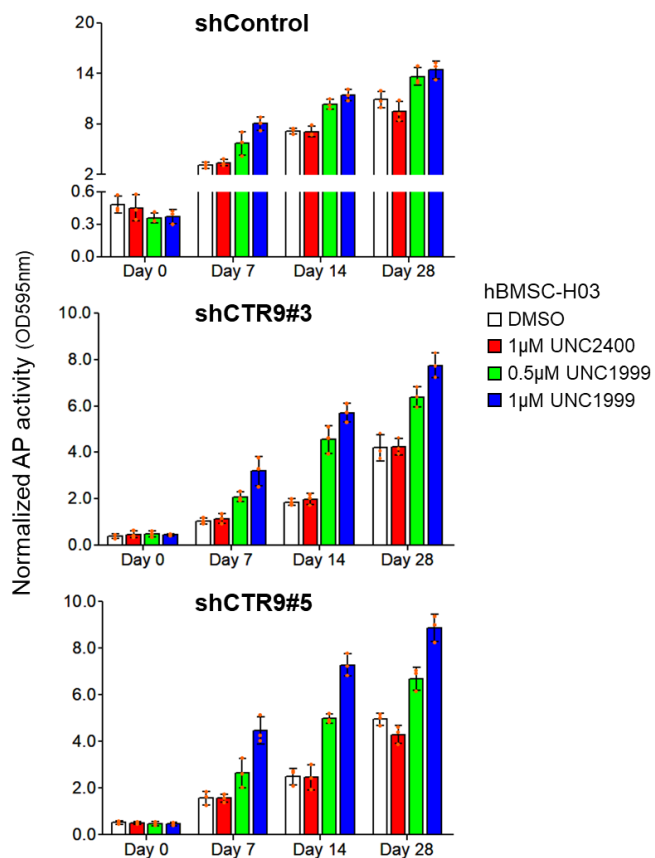 shControl
20
14
8
2
0.6
0.3
0.0
Day 0 Day 7 Day 14 Day 28
shCTR9#3
10.0
8.0
6.0
4.0
2.0
0.0
Day 0 Day 7 Day 14 Day 28
shCTR9#5
10.0
8.0
6.0
4.0
2.0
0.0
Day 0 Day 7 Day 14 Day 28
Normalized AP activity (OD595nm)
hBMSC-H03
DMSO
1µM UNC2400
0.5µM UNC1999
1µM UNC1999